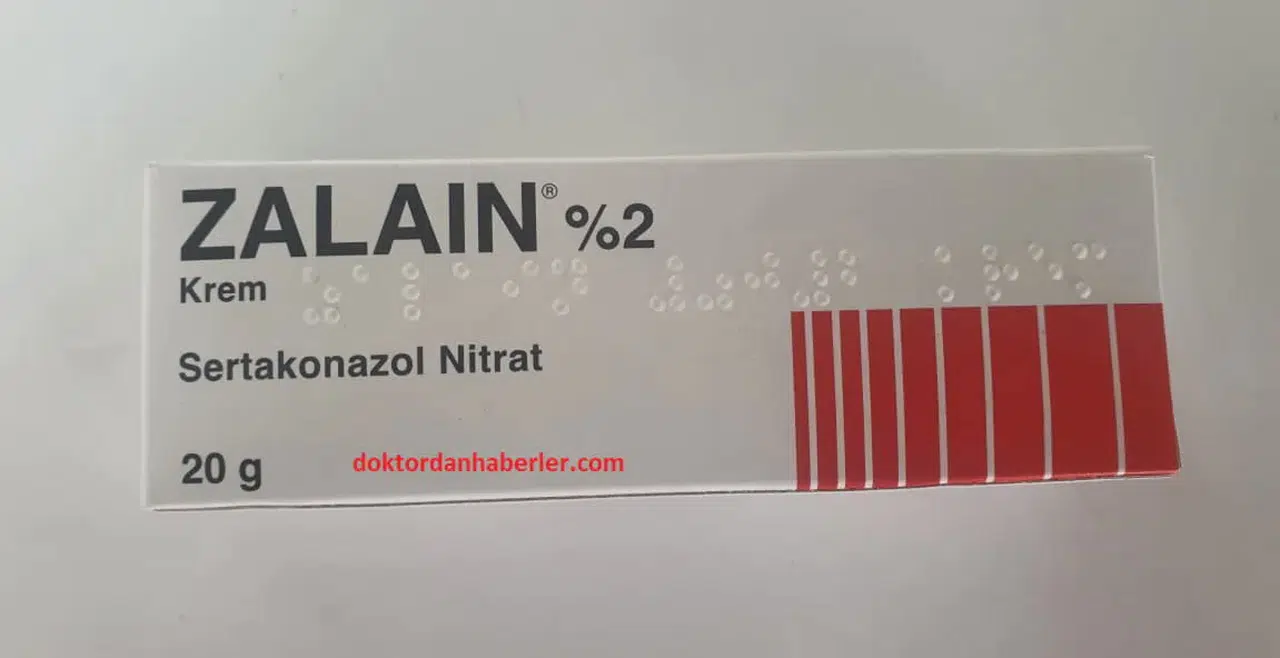 ZALAIN® %2
Krem
Sertakonazol Nitrat
20 g
doktordanhaberler.com